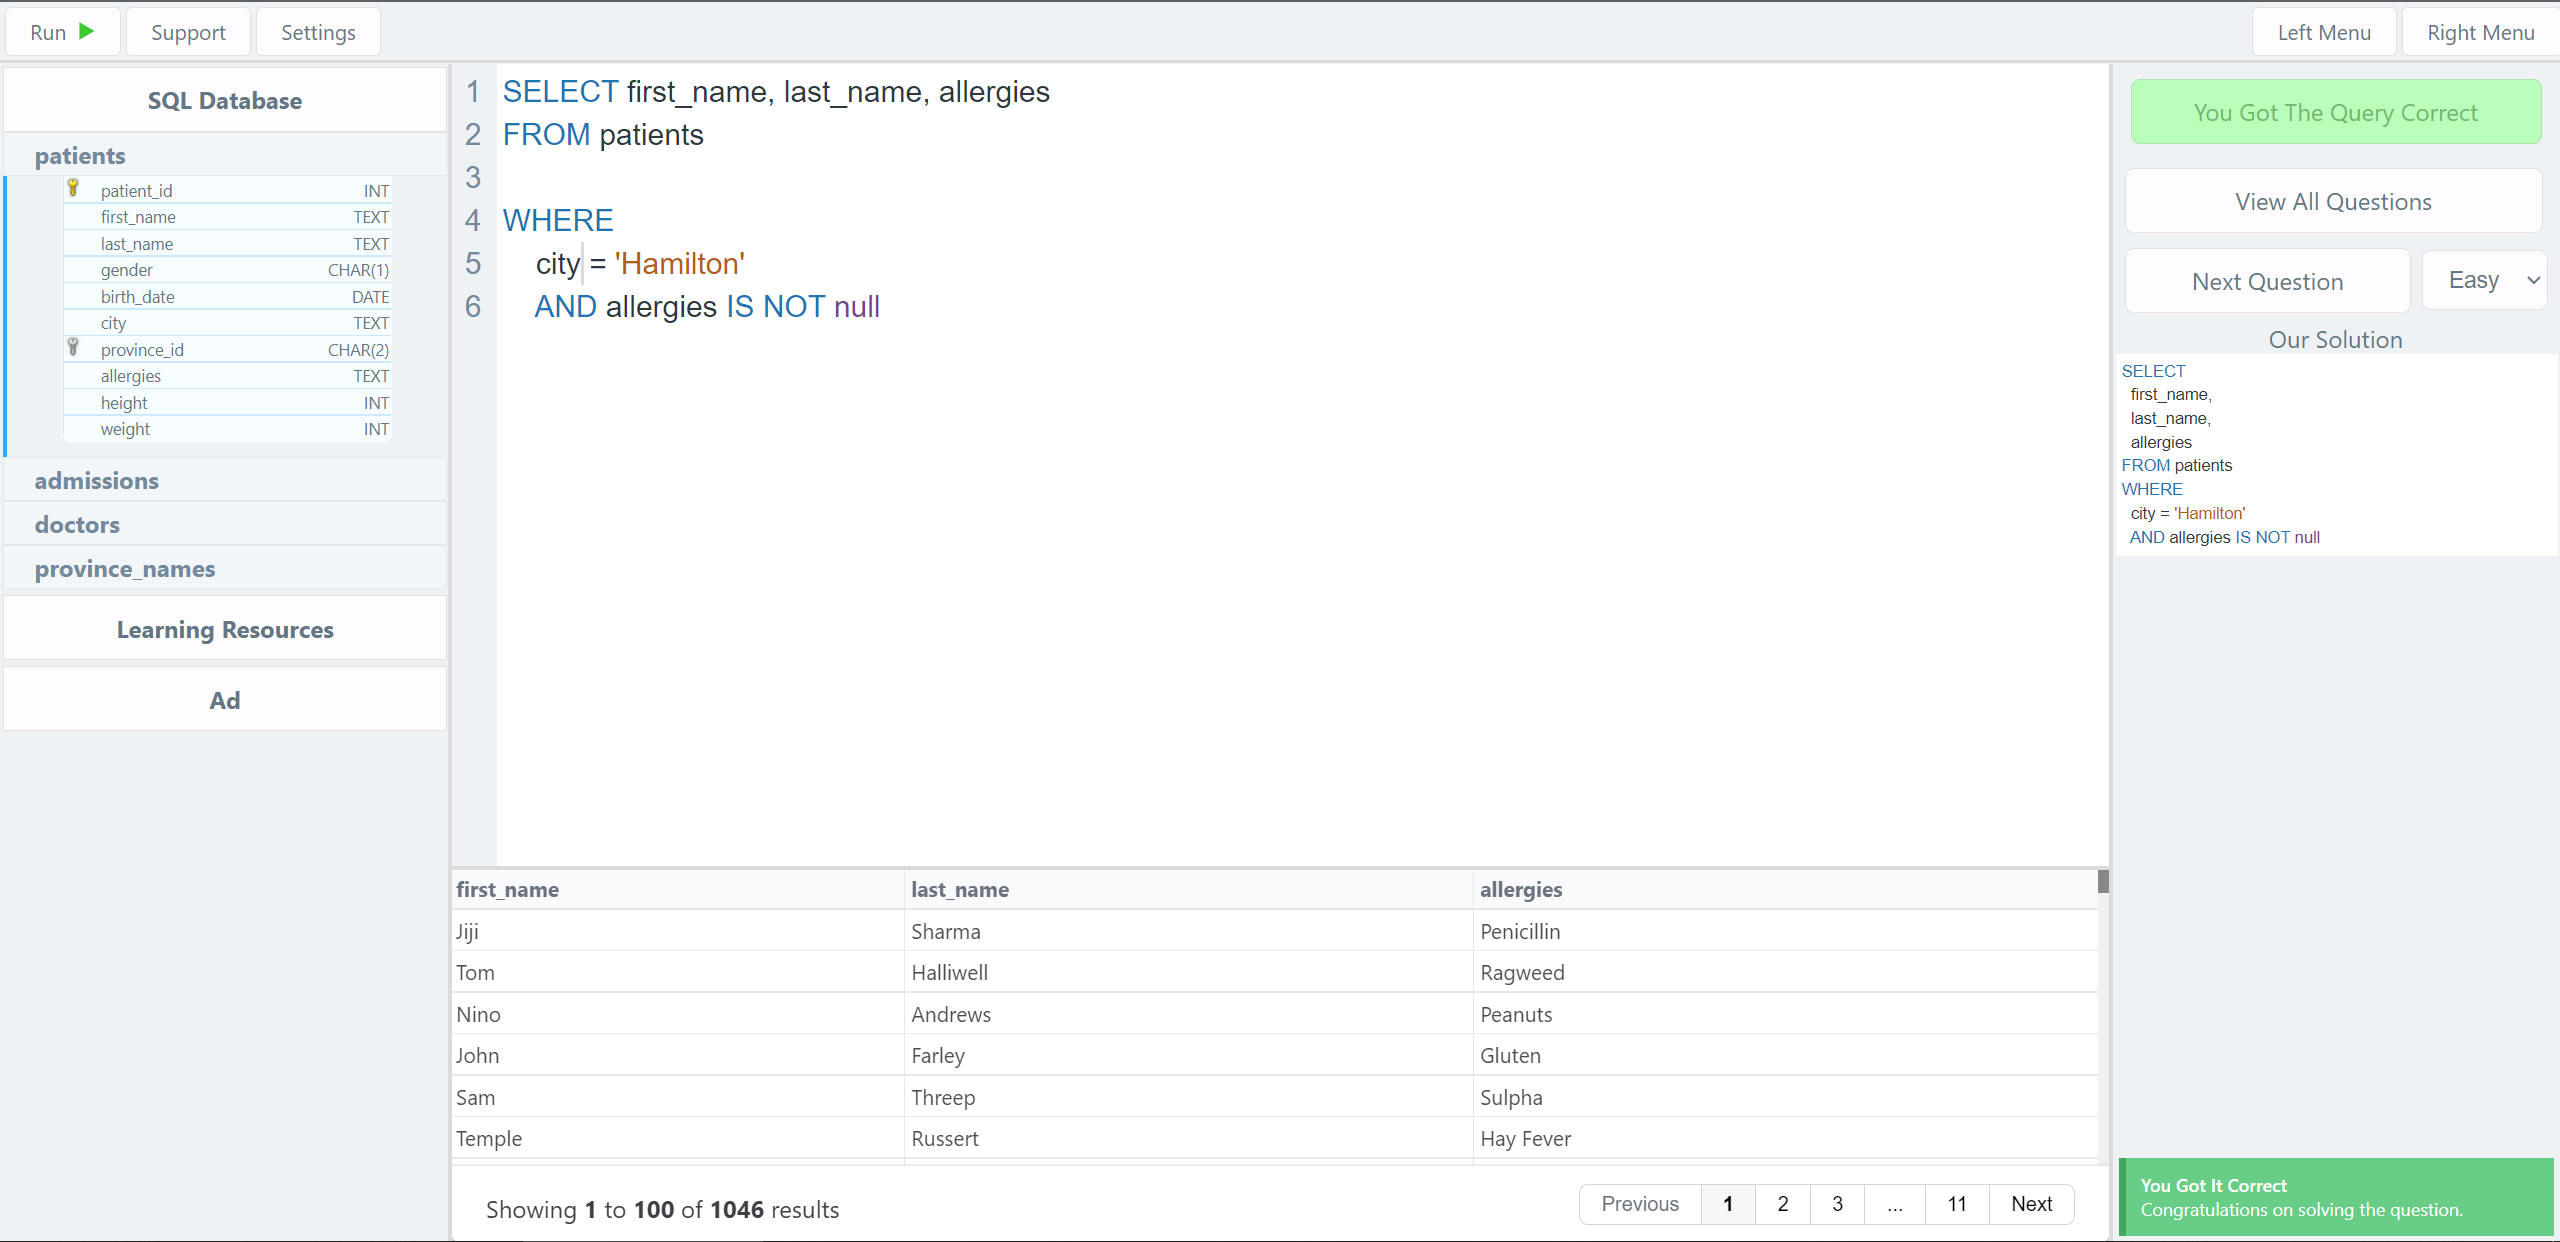 Run Support Settings Left Menu Right Menu
SQL Database
patients
patient_id INT
first_name TEXT
last_name TEXT
gender CHAR(1)
birth_date DATE
city TEXT
province_id CHAR(2)
allergies TEXT
height INT
weight INT
admissions
doctors
province_names
Learning Resources
Ad
1 SELECT first_name, last_name, allergies
2 FROM patients
3
4 WHERE
5 city = 'Hamilton'
6 AND allergies IS NOT null
first_name last_name allergies
Jiji Sharma Penicillin
Tom Halliwell Ragweed
Nino Andrews Peanuts
John Farley Gluten
Sam Threep Sulpha
Temple Russert Hay Fever
Showing 1 to 100 of 1046 results
Previous 1 2 3 ... 11 Next
You Got The Query Correct
View All Questions
Next Question Easy
Our Solution
SELECT
first_name,
last_name,
allergies
FROM patients
WHERE
city = 'Hamilton'
AND allergies IS NOT null
You Got It Correct
Congratulations on solving the question.